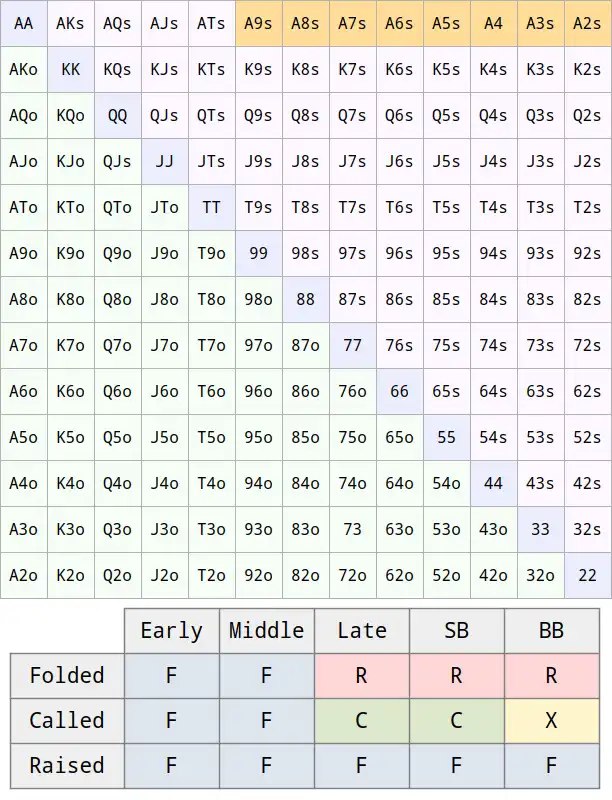 AA AKs AQs AJs ATs A9s A8s A7s A6s A5s A4 A3s A2s
AKo KK KQs KJs KTs K9s K8s K7s K6s K5s K4s K3s K2s
AQo KQo QQ QJs QTs Q9s Q8s Q7s Q6s Q5s Q4s Q3s Q2s
AJo KJo QJs JJ JTs J9s J8s J7s J6s J5s J4s J3s J2s
ATo KTo QTo JTo TT T9s T8s T7s T6s T5s T4s T3s T2s
A9o K9o Q9o J9o T9o 99 98s 97s 96s 95s 94s 93s 92s
A8o K8o Q8o J8o T8o 98o 88 87s 86s 85s 84s 83s 82s
A7o K7o Q7o J7o T7o 97o 87o 77 76s 75s 74s 73s 72s
A6o K6o Q6o J6o T6o 96o 86o 76o 66 65s 64s 63s 62s
A5o K5o Q5o J5o T5o 95o 85o 75o 65o 55 54s 53s 52s
A4o K4o Q4o J4o T4o 94o 84o 74o 64o 54o 44 43s 42s
A3o K3o Q3o J3o T3o 93o 83o 73 63o 53o 43o 33 32s
A2o K2o Q2o J2o T2o 92o 82o 72o 62o 52o 42o 32o 22
Early Middle Late SB BB
Folded F F R R R
Called F F C C X
Raised F F F F F